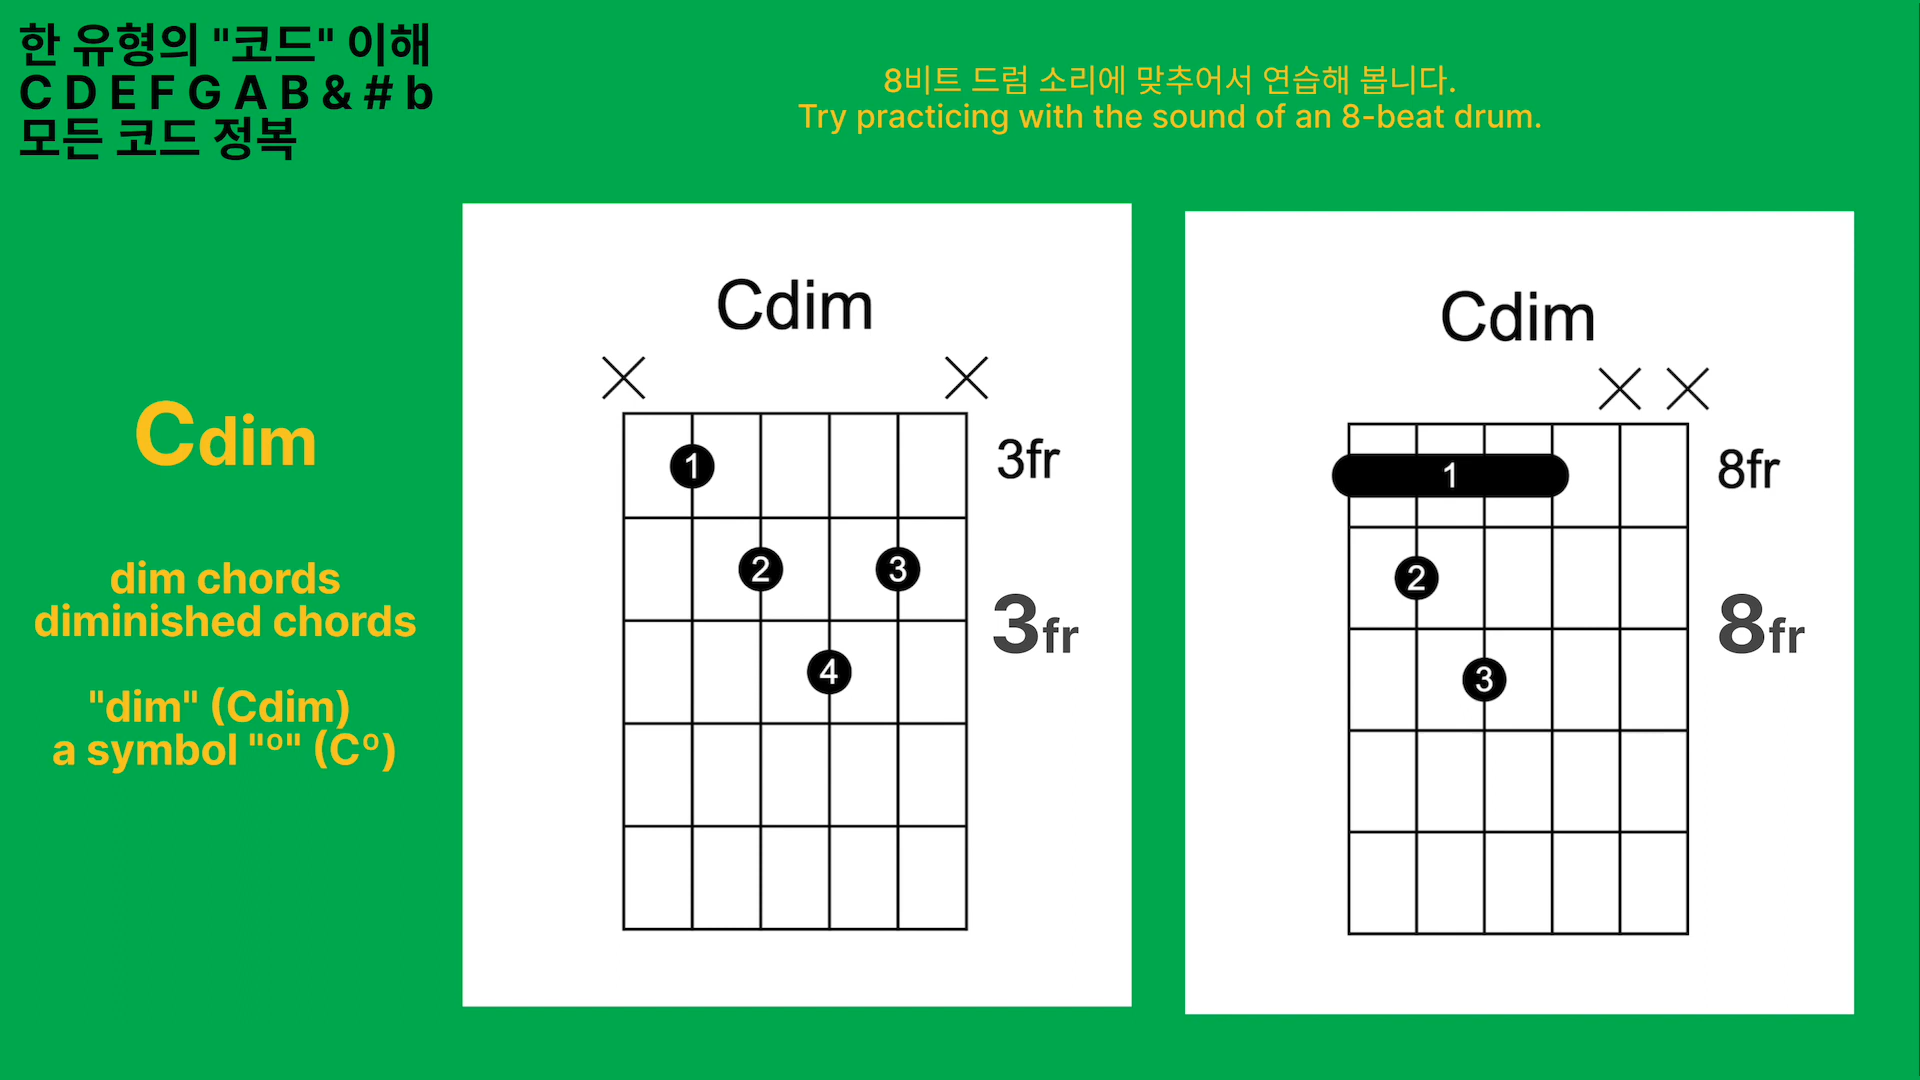 한 유형의 "코드" 이해
C D E F G A B & # b
모든 코드 정복
8비트 드럼 소리에 맞추어서 연습해 봅니다.
Try practicing with the sound of an 8-beat drum.
Cdim
dim chords
diminished chords
"dim" (Cdim)
a symbol "º" (Cº)
Cdim
3fr
1
2 3
3fr
4
Cdim
8fr
1
2
8fr
3